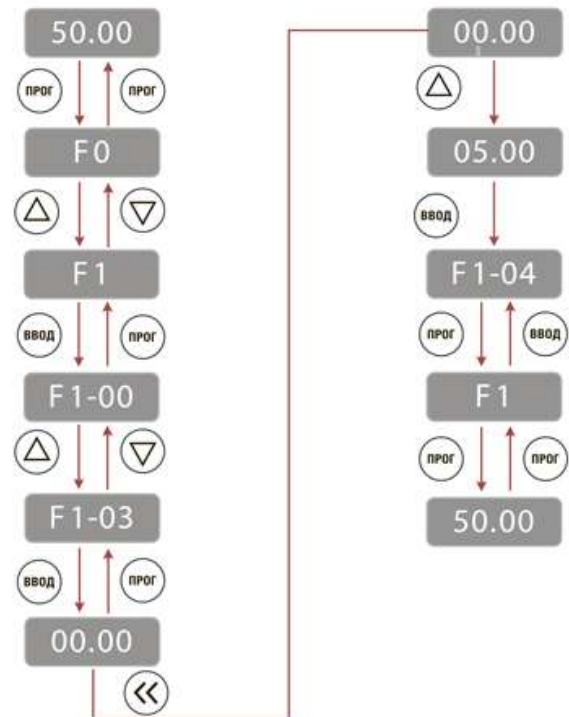 50.00
ПРОГ ПРОГ
F0
F1
ВВОД ПРОГ
F1-00
F1-03
ВВОД ПРОГ
00.00
00.00
05.00
ВВОД
F1-04
ПРОГ ВВОД
F1
ПРОГ ПРОГ
50.00